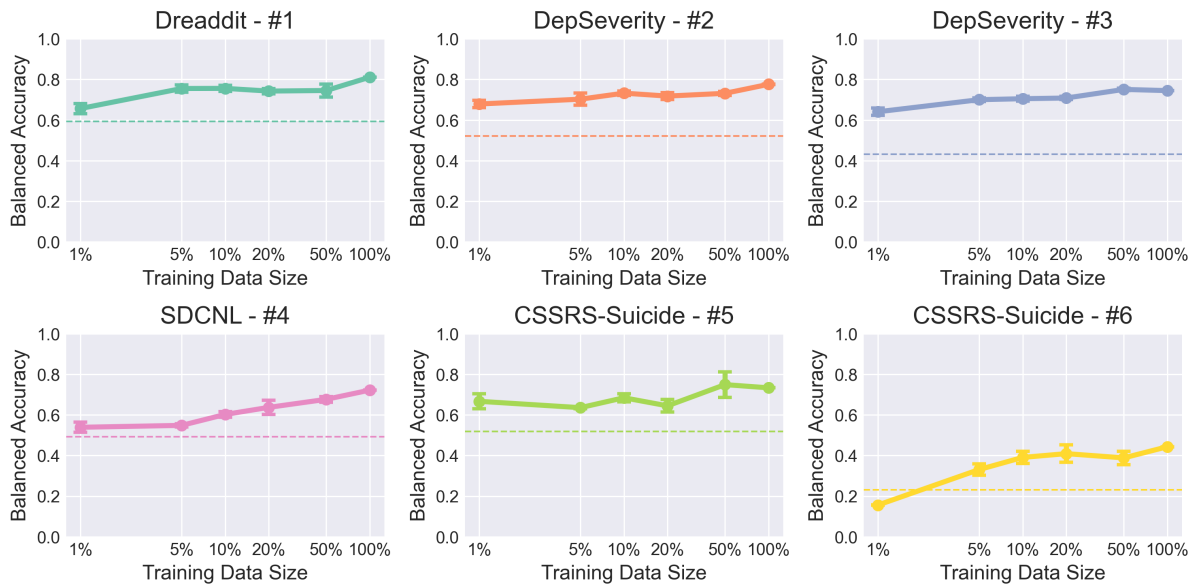 Dreaddit - #1
DepSeverity - #2
DepSeverity - #3
Balanced Accuracy
1.0
0.8
0.6
0.4
0.2
0.0
1% 5% 10% 20% 50% 100%
Training Data Size
Balanced Accuracy
1.0
0.8
0.6
0.4
0.2
0.0
1% 5% 10% 20% 50% 100%
Training Data Size
Balanced Accuracy
1.0
0.8
0.6
0.4
0.2
0.0
1% 5% 10% 20% 50% 100%
Training Data Size
SDCNL - #4
CSSRS-Suicide - #5
CSSRS-Suicide - #6
Balanced Accuracy
1.0
0.8
0.6
0.4
0.2
0.0
1% 5% 10% 20% 50% 100%
Training Data Size
Balanced Accuracy
1.0
0.8
0.6
0.4
0.2
0.0
1% 5% 10% 20% 50% 100%
Training Data Size
Balanced Accuracy
1.0
0.8
0.6
0.4
0.2
0.0
1% 5% 10% 20% 50% 100%
Training Data Size